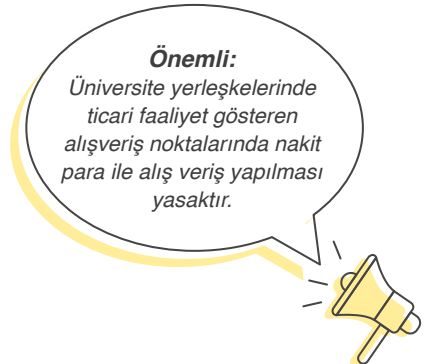 Önemli:
Üniversite yerleşkelerinde
ticari faaliyet gösteren
alışveriş noktalarında nakit
para ile alış veriş yapılması
yasaktır.